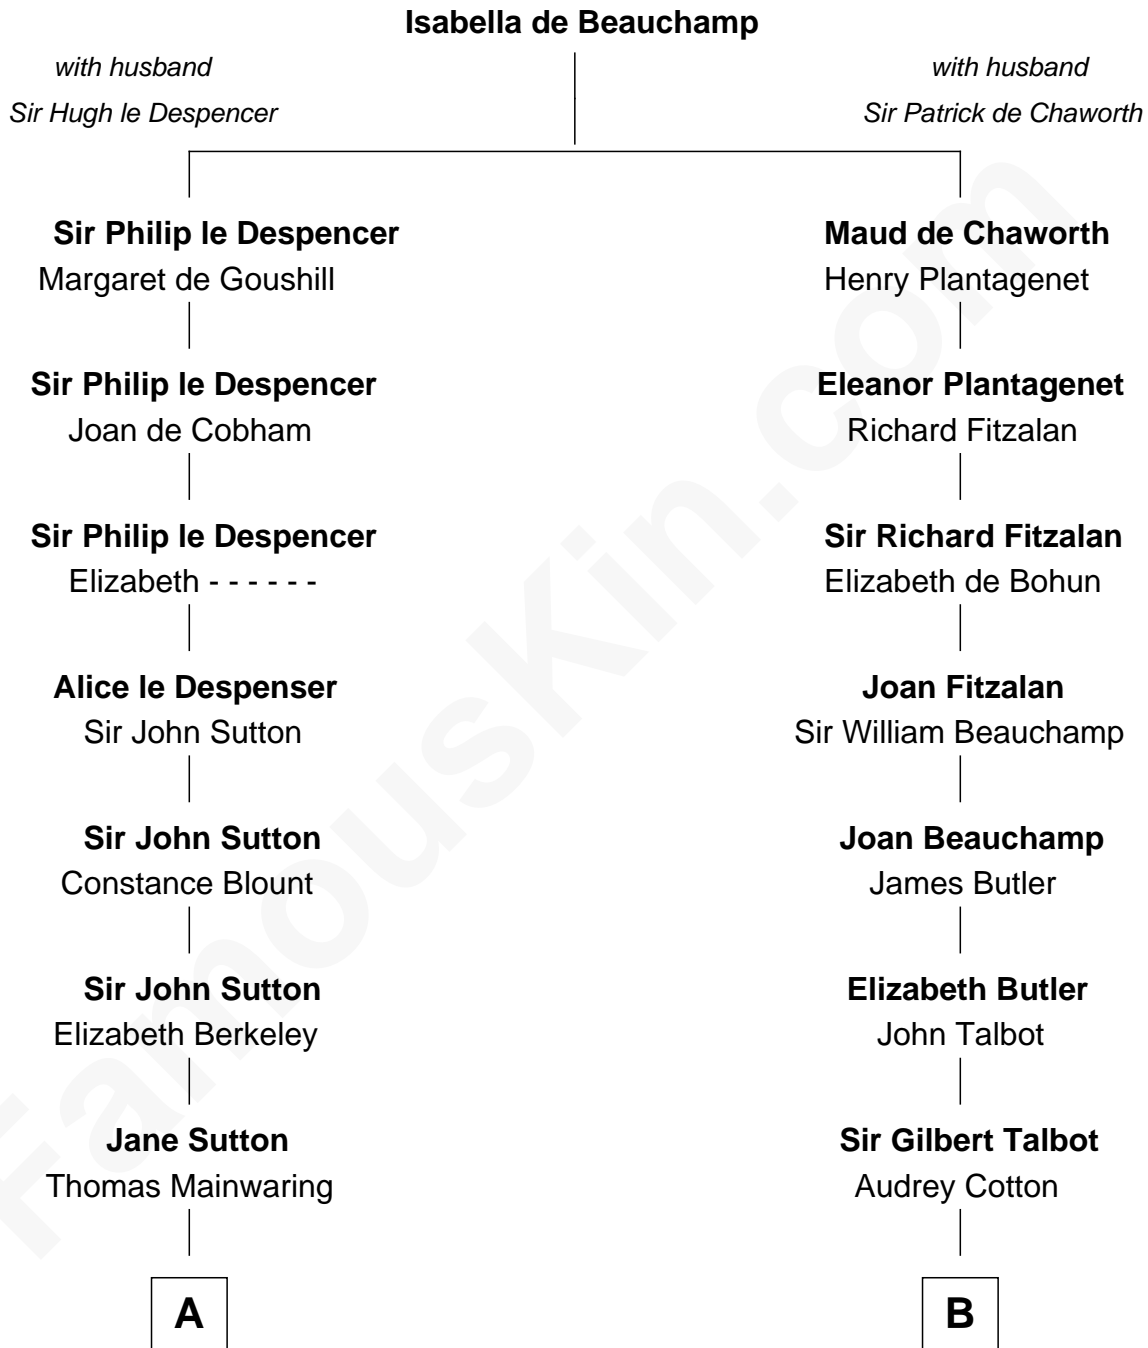 Isabella de Beauchamp
with husband
Sir Hugh le Despencer
with husband
Sir Patrick de Chaworth
Sir Philip le Despencer
Margaret de Goushill
Maud de Chaworth
Henry Plantagenet
Sir Philip le Despencer
Joan de Cobham
Eleanor Plantagenet
Richard Fitzalan
Sir Philip le Despencer
Elizabeth - - - - - -
Sir Richard Fitzalan
Elizabeth de Bohun
Alice le Despenser
Sir John Sutton
Joan Fitzalan
Sir William Beauchamp
Sir John Sutton
Constance Blount
Joan Beauchamp
James Butler
Sir John Sutton
Elizabeth Berkeley
Elizabeth Butler
John Talbot
Jane Sutton
Thomas Mainwaring
Sir Gilbert Talbot
Audrey Cotton
A
B
FamousKin.com